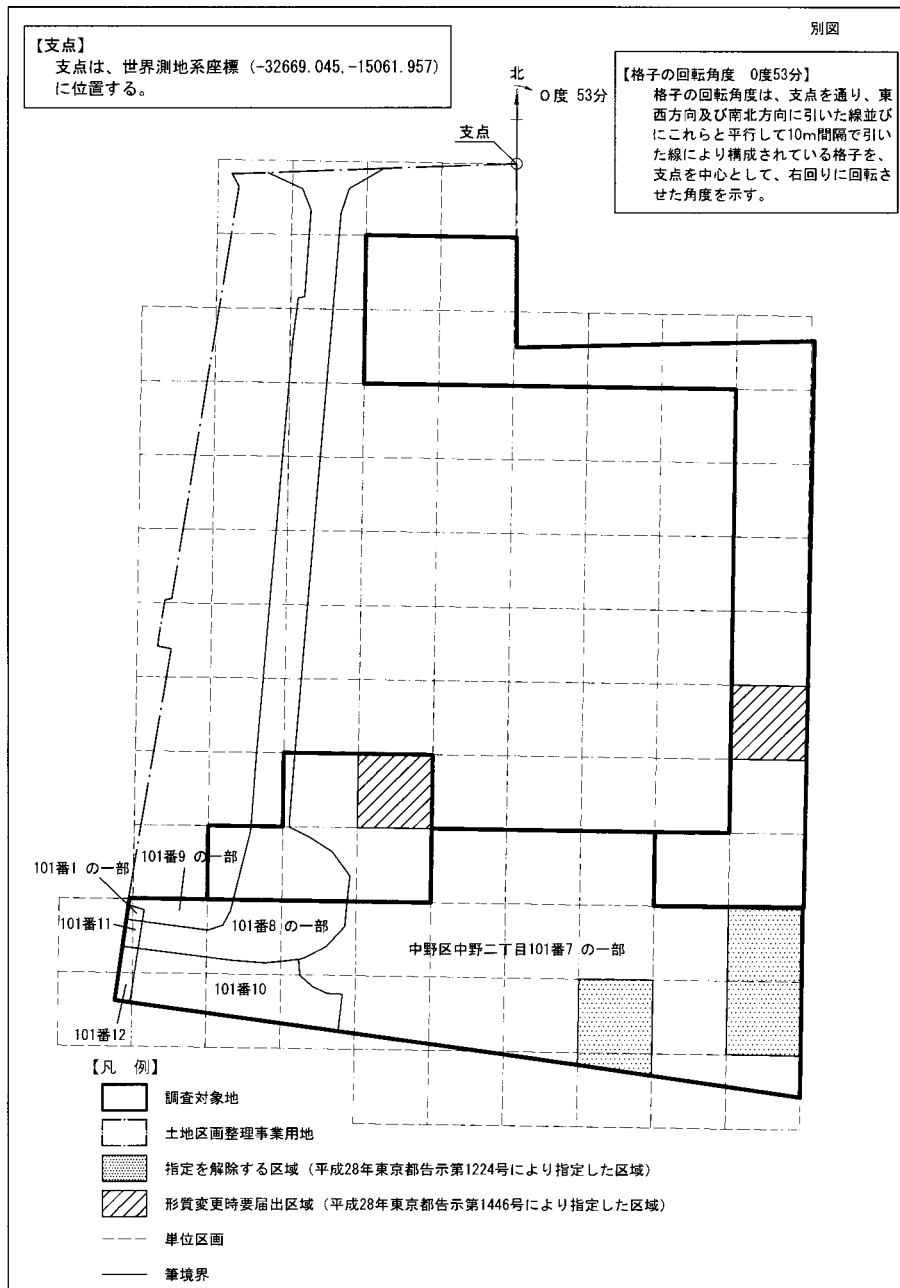 別図
【支点】
支点は、世界測地系座標（-32669.045,-15061.957）
に位置する。
北
0度 53分
支点
【格子の回転角度　0度53分】
格子の回転角度は、支点を通り、東
西方向及び南北方向に引いた線並び
にこれらと平行して10m間隔で引い
た線により構成されている格子を、
支点を中心として、右回りに回転さ
せた角度を示す。
101番9 の一部
101番1 の一部
101番11
101番8 の一部
中野区中野二丁目101番7 の一部
101番10
101番12
【凡　例】
調査対象地
土地区画整理事業用地
指定を解除する区域（平成28年東京都告示第1224号により指定した区域）
形質変更時要届出区域（平成28年東京都告示第1446号により指定した区域）
単位区画
筆境界